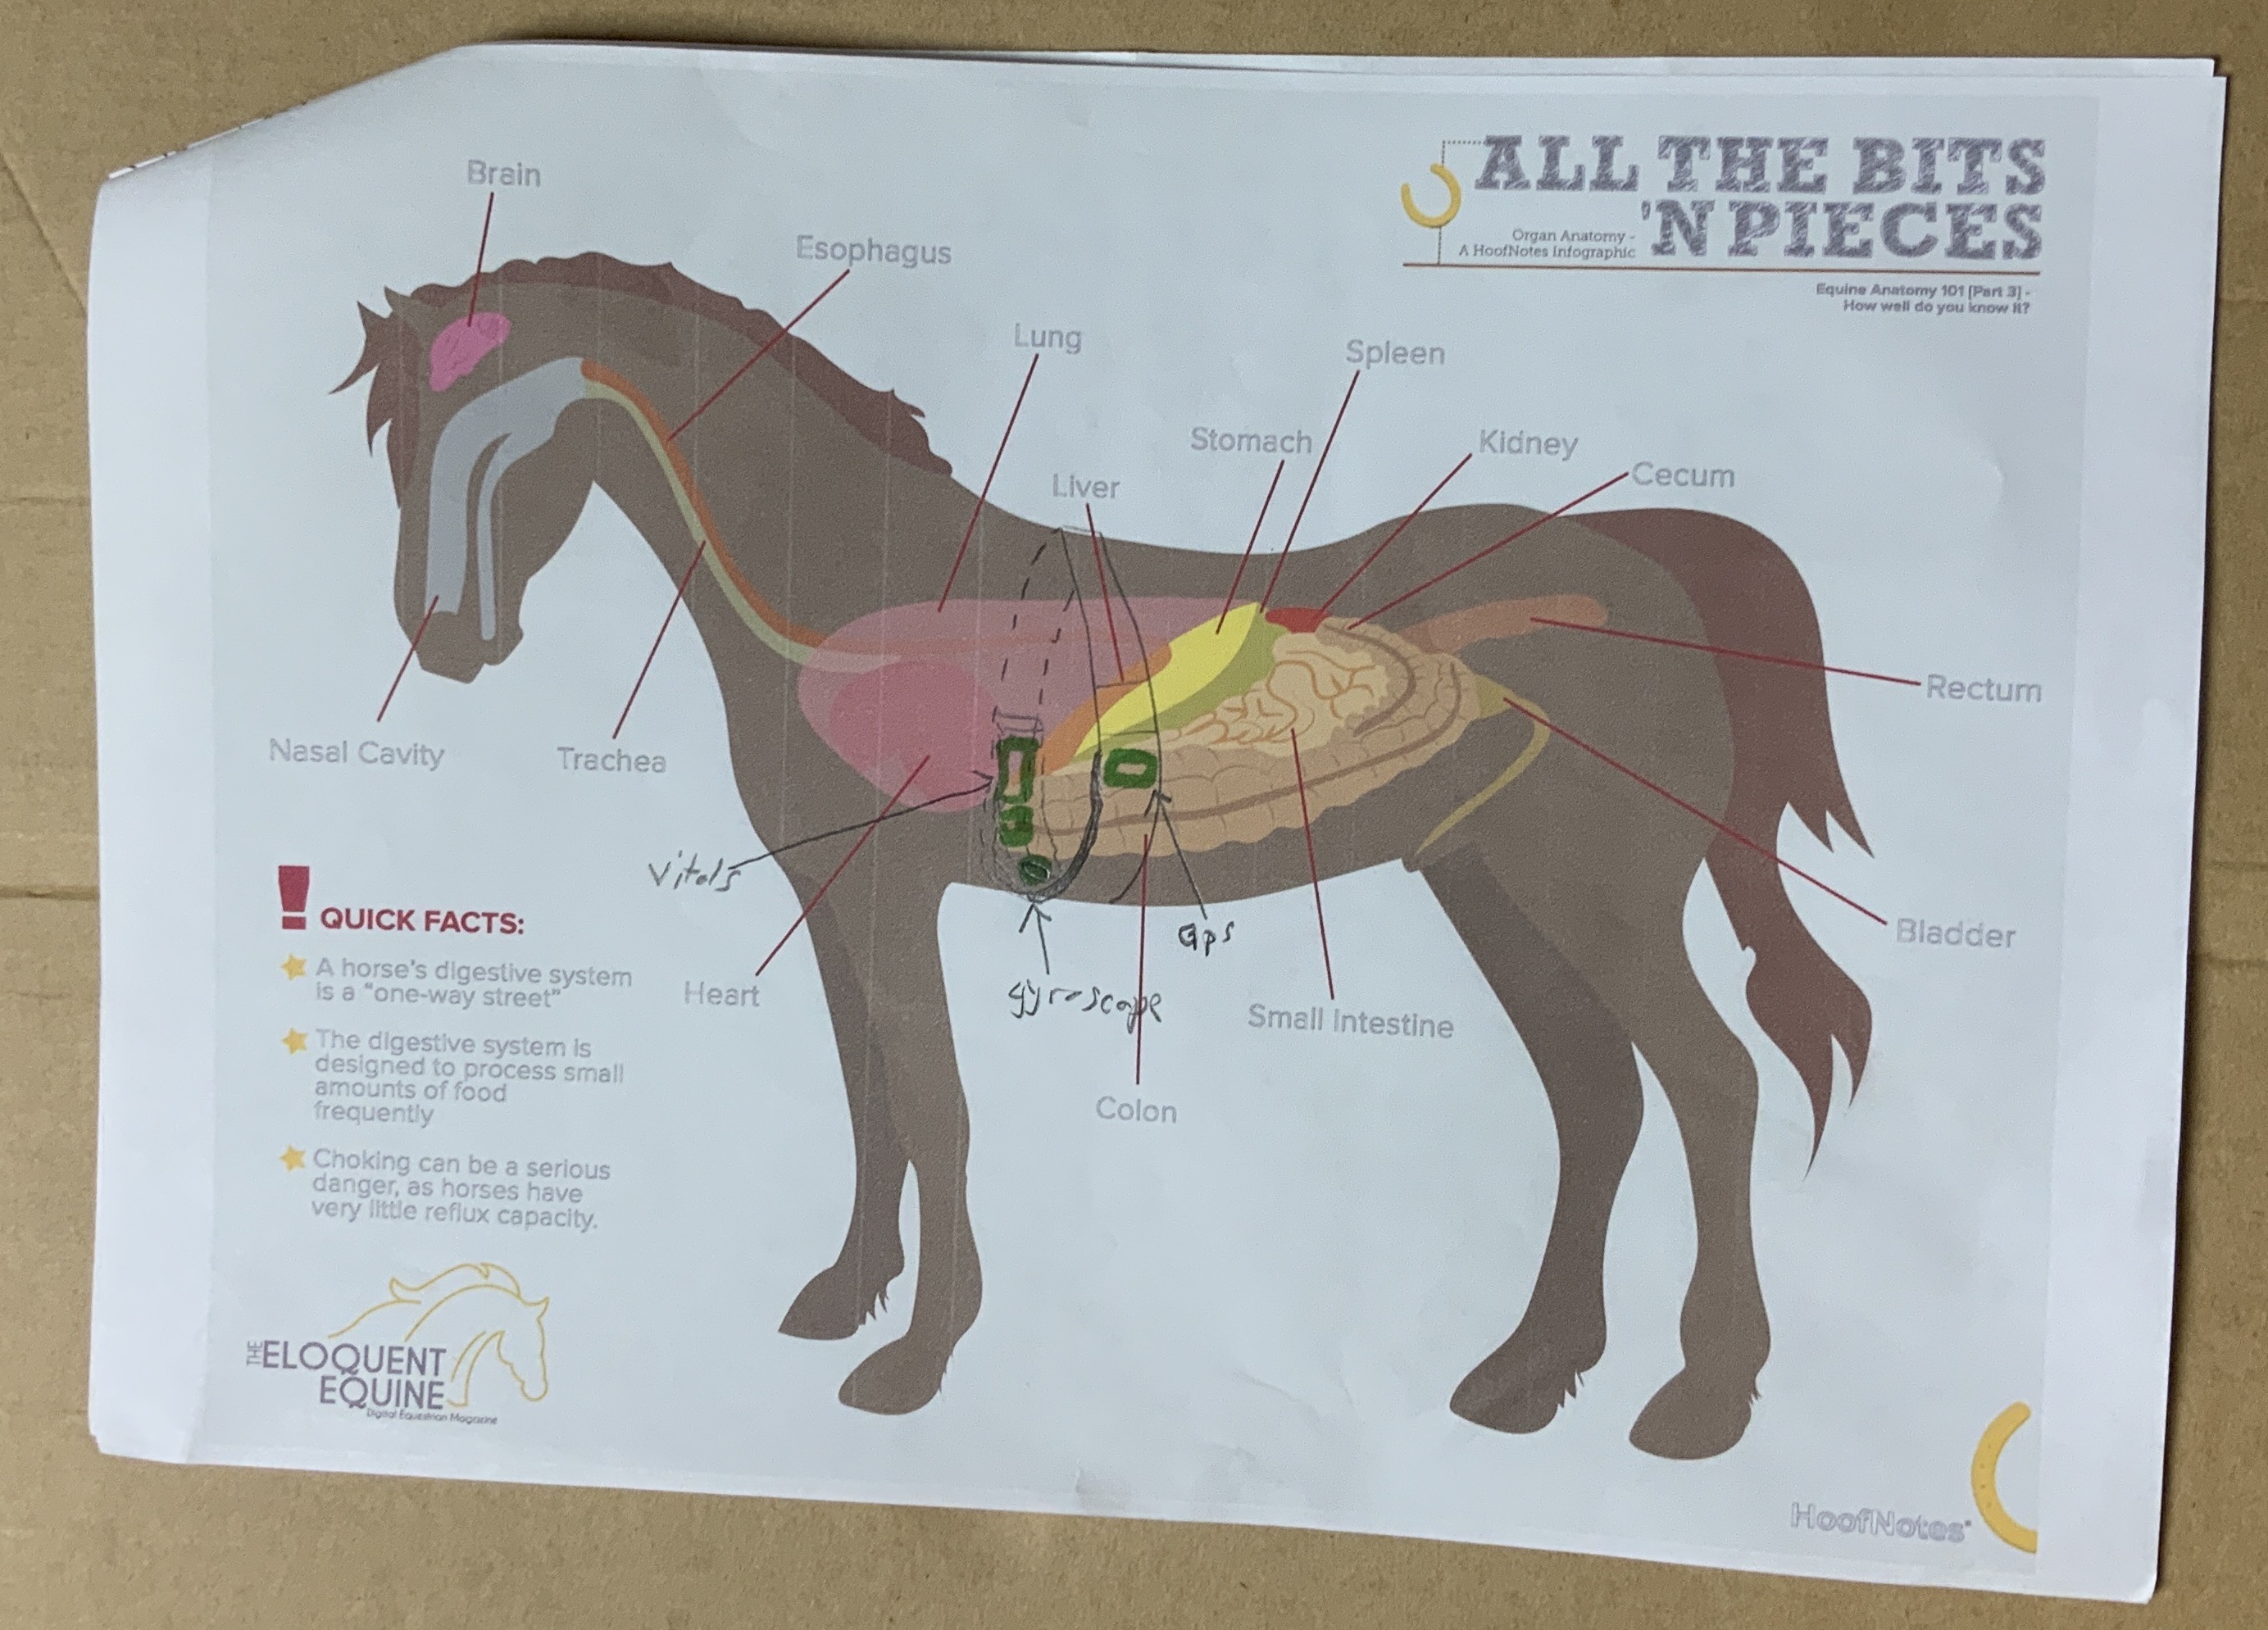 ALL THE BITS
'N PIECES
Organ Anatomy -
A HoofNotes Infographic
Equine Anatomy 101 [Part 3] -
How well do you know it?
Brain
Esophagus
Lung
Spleen
Stomach
Kidney
Cecum
Liver
Rectum
Nasal Cavity
Trachea
Vitals
Bladder
Gps
Heart
gyroscope
Small Intestine
Colon
QUICK FACTS:
A horse's digestive system
is a "one-way street"
The digestive system is
designed to process small
amounts of food
frequently
Choking can be a serious
danger, as horses have
very little reflux capacity.
THE ELOQUENT
EQUINE
Digital Equestrian Magazine
HoofNotes